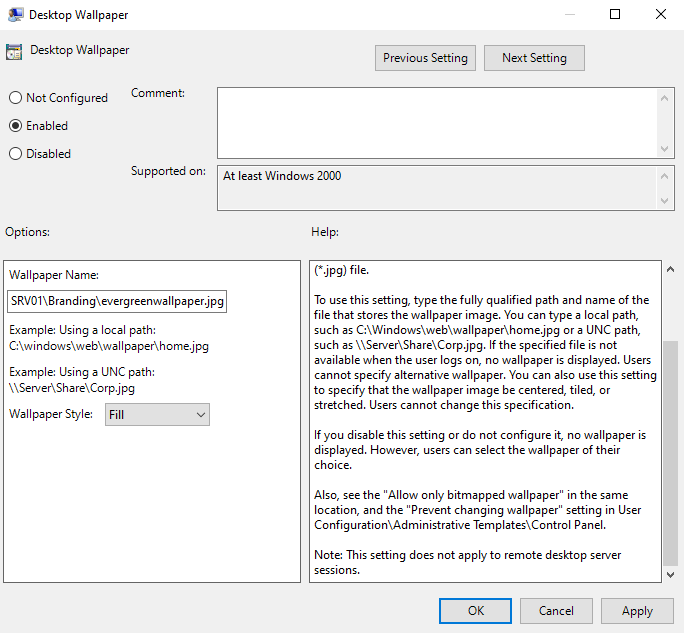 Desktop Wallpaper
Desktop Wallpaper
Previous Setting
Next Setting
Not Configured
Enabled
Disabled
Comment:
Supported on:
At least Windows 2000
Options:
Help:
Wallpaper Name:
SRV01\Branding\evergreenwallpaper.jpg
Example: Using a local path:
C:\windows\web\wallpaper\home.jpg
Example: Using a UNC path:
\\Server\Share\Corp.jpg
Wallpaper Style:
Fill
(*.jpg) file.
To use this setting, type the fully qualified path and name of the
file that stores the wallpaper image. You can type a local path,
such as C:\Windows\web\wallpaper\home.jpg or a UNC path,
such as \\Server\Share\Corp.jpg. If the specified file is not
available when the user logs on, no wallpaper is displayed. Users
cannot specify alternative wallpaper. You can also use this setting
to specify that the wallpaper image be centered, tiled, or
stretched. Users cannot change this specification.
If you disable this setting or do not configure it, no wallpaper is
displayed. However, users can select the wallpaper of their
choice.
Also, see the "Allow only bitmapped wallpaper" in the same
location, and the "Prevent changing wallpaper" setting in User
Configuration\Administrative Templates\Control Panel.
Note: This setting does not apply to remote desktop server
sessions.
OK
Cancel
Apply